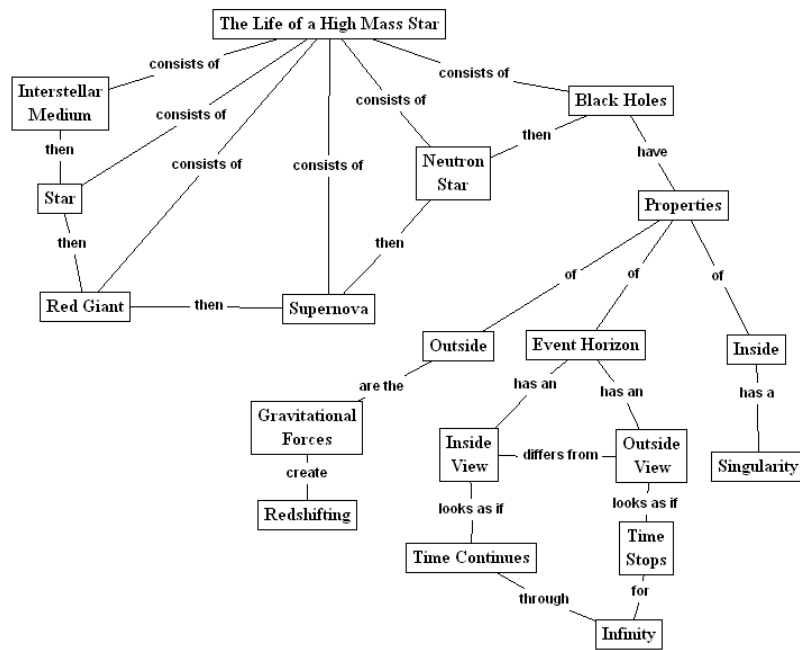 The Life of a High Mass Star
consists of
consists of
Interstellar
Medium
Black Holes
consists of
consists of
then
then
have
Neutron
Star
consists of
consists of
Star
Properties
then
then
of
of
of
Red Giant
then
Supernova
Outside
Event Horizon
Inside
are the
has an
has an
has a
Gravitational
Forces
Inside
View
differs from
Outside
View
Singularity
create
looks as if
looks as if
Redshifting
Time
Stops
Time Continues
through
for
Infinity